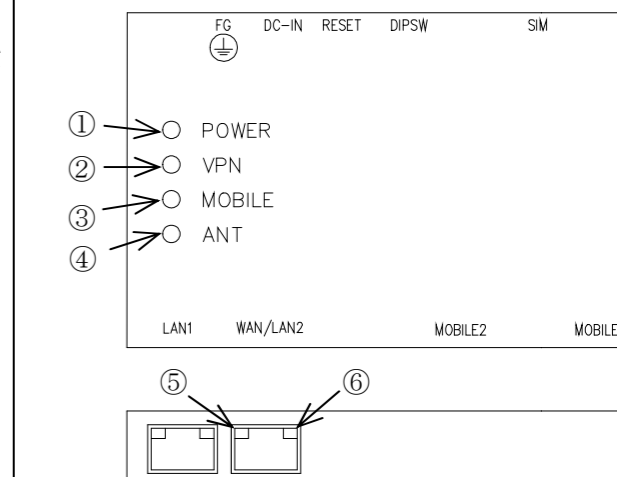 FG DC-IN RESET DIPSW SIM
① POWER
② VPN
③ MOBILE
④ ANT
LAN1 WAN/LAN2 MOBILE2 MOBILE
⑤ ⑥